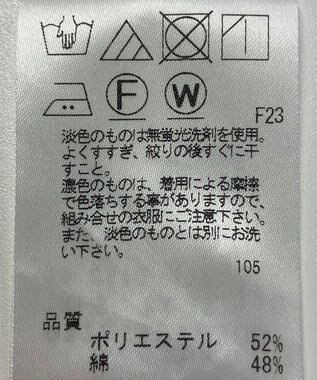 F W
F23
淡色のものは無蛍光洗剤を使用。
よくすすぎ、絞りの後すぐに干
すこと。
濃色のものは、着用による摩擦
で色落ちする事がありますので、
組み合せの衣服にご注意下さい。
また、淡色のものとは別にお洗
い下さい。
105
品質
ポリエステル 52%
綿 48%